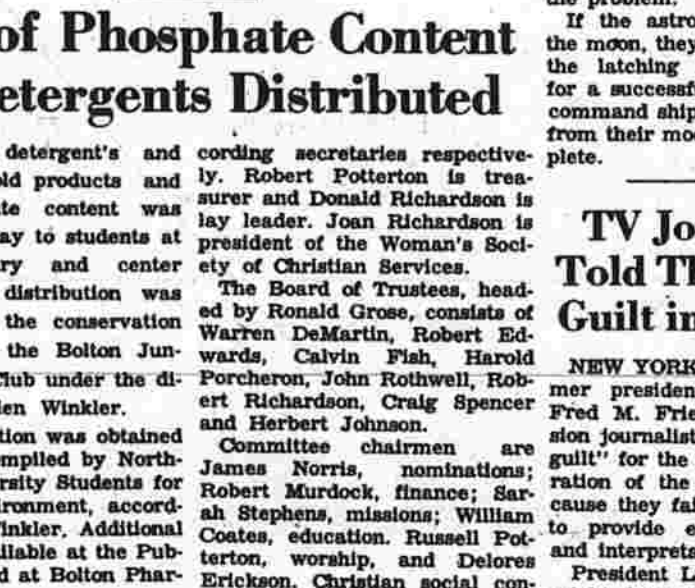 of Phosphate Content
etergents Distributed
detergent's and
old products and
te content was
ay to students at
ry and center
distribution was
the conservation
the Bolton Jun-
Club under the di-
en Winkler.
tion was obtained
mpiled by North-
rsity Students for
ironment, accord-
Winkler. Additional
ilable at the Pub-
d at Bolton Phar-
cording secretaries respective-
ly. Robert Potterton is trea-
surer and Donald Richardson is
lay leader. Joan Richardson is
president of the Woman's Soci-
ety of Christian Services.
The Board of Trustees, head-
ed by Ronald Grose, consists of
Warren DeMartin, Robert Ed-
wards, Calvin Fish, Harold
Porcheron, John Rothwell, Rob-
ert Richardson, Craig Spencer
and Herbert Johnson.
Committee chairmen are
James Norris, nominations;
Robert Murdock, finance; Sar-
ah Stephens, missions; William
Coates, education. Russell Pot-
terton, worship, and Delores
Erickson, Christian social con-
the problem.
If the astro
the moon, they
the latching
for a successf
command ship
from their mo
plete.
TV Jo
Told Th
Guilt in
NEW YORK
mer presiden
Fred M. Frie
sion journalist
guilt" for the
ration of the
cause they fa
to provide
and interpreta
President